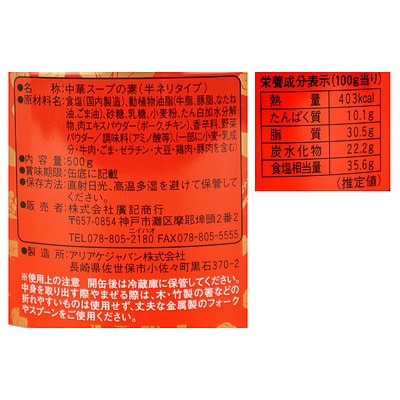 ●名　称:中華スープの素(半ネリタイプ)
●原材料名:食塩(国内製造)、動植物油脂(牛脂、豚脂、なたね
油、ごま油)、砂糖、乳糖、小麦粉、たん白加水分解
物、肉エキスパウダー(ポーク、チキン)、香辛料、野菜
パウダー/調味料(アミノ酸等)、(一部に小麦・乳成
分・牛肉・ごま・ゼラチン・大豆・鶏肉・豚肉を含む)
●内容量:500g
●賞味期限:缶底に記載
●保存方法:直射日光、高温多湿を避けて保管して
ください。
●販売者:株式会社廣記商行
〒657-0854 神戸市灘区摩耶埠頭2番2
ニイハオ
TEL078-805-2180 FAX078-805-5555
●製造所:アリアケジャパン株式会社
長崎県佐世保市小佐々町黒石370-2
※使用上の注意　開缶後は冷蔵庫に保管してください。
中身を取り出す際やまぜる際は、木・竹製の箸などの
折れやすいものは使用せず、丈夫な金属製のフォーク
やスプーンをご使用ください。
栄養成分表示(100g当り)
熱量 403kcal
たんぱく質 10.1g
脂質 30.5g
炭水化物 22.2g
食塩相当量 35.6g
(推定値)